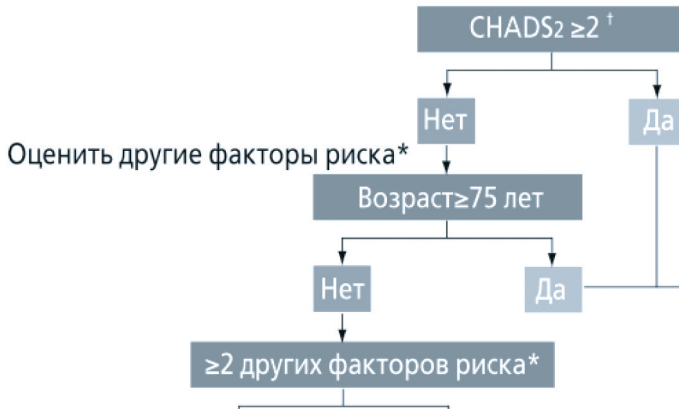 CHADS2 ≥2 †
Нет
Да
Оценить другие факторы риска*
Возраст≥75 лет
Нет
Да
≥2 других факторов риска*